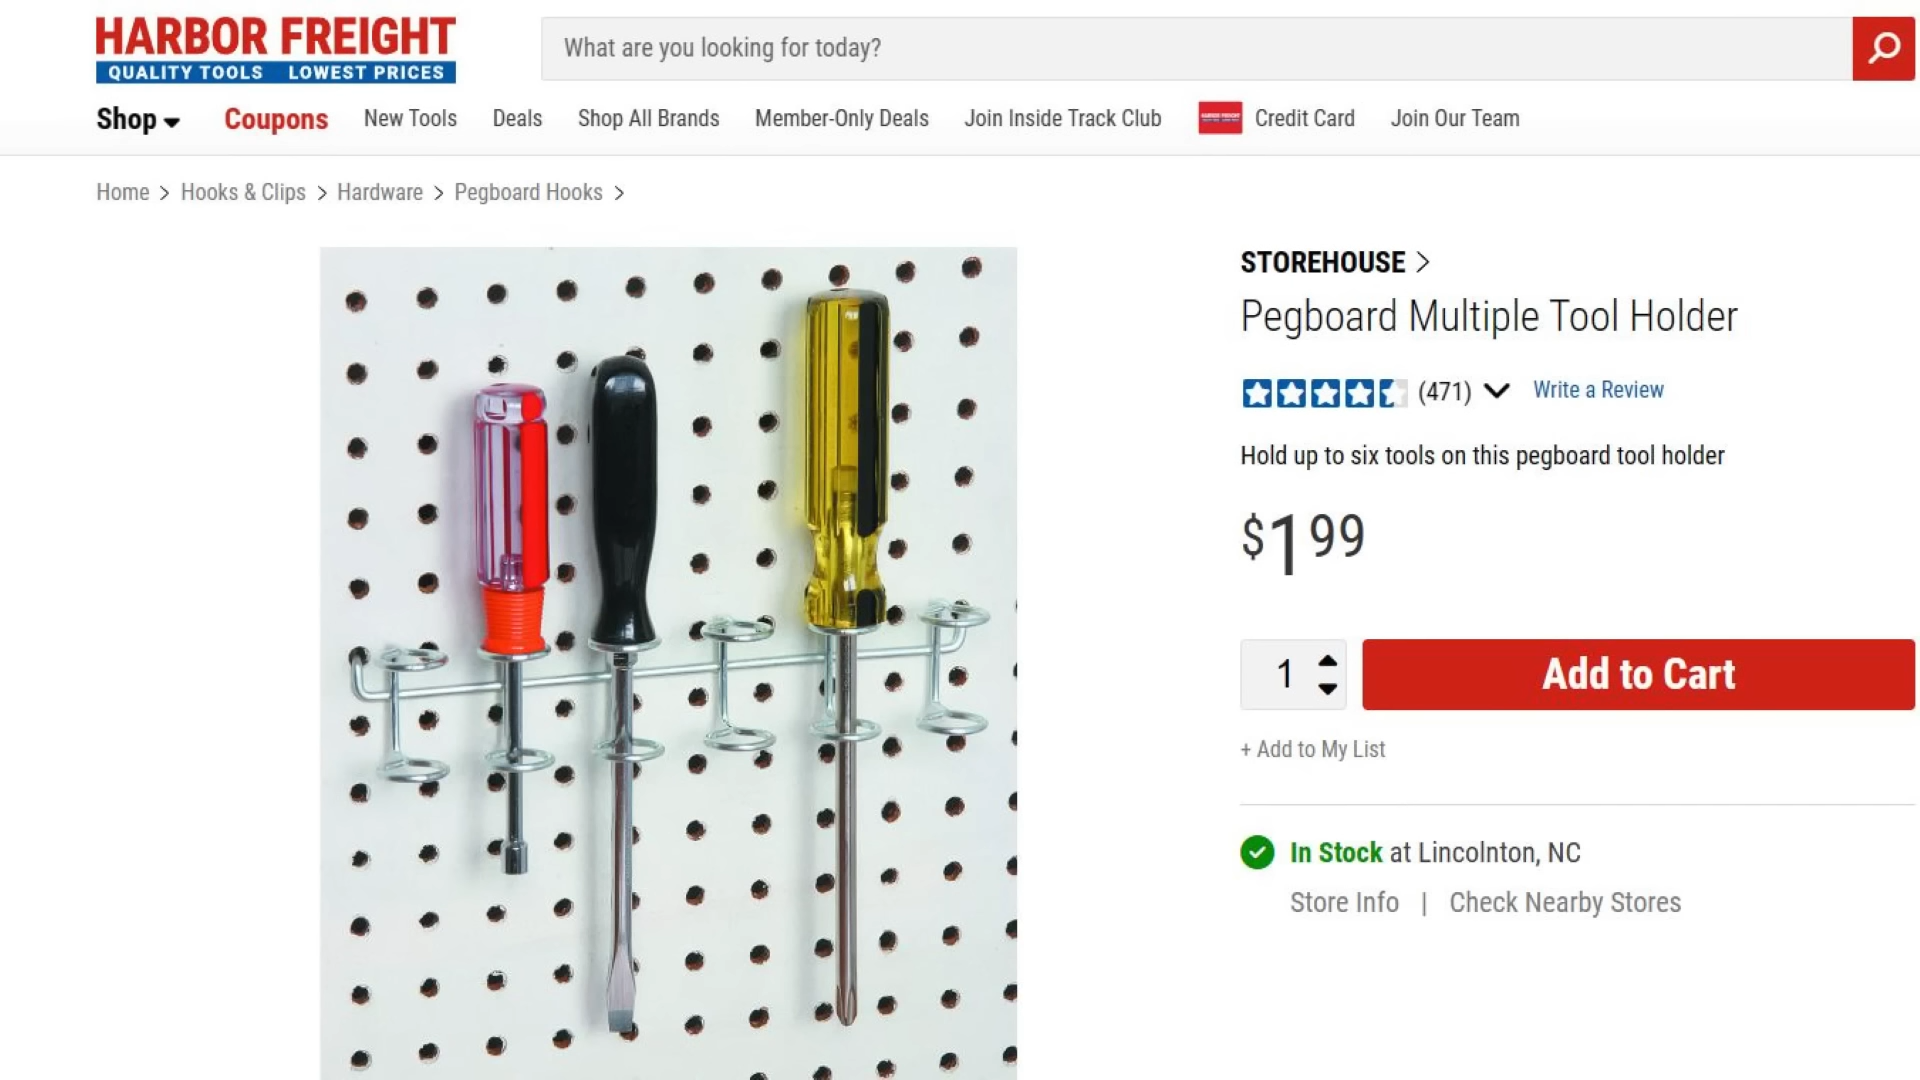 HARBOR FREIGHT
QUALITY TOOLS LOWEST PRICES
What are you looking for today?
Shop
Coupons
New Tools
Deals
Shop All Brands
Member-Only Deals
Join Inside Track Club
HARBOR FREIGHT
Credit Card
Join Our Team
Home > Hooks & Clips > Hardware > Pegboard Hooks >
STOREHOUSE >
Pegboard Multiple Tool Holder
(471)
Write a Review
Hold up to six tools on this pegboard tool holder
$1 99
1
Add to Cart
+ Add to My List
In Stock at Lincolnton, NC
Store Info | Check Nearby Stores